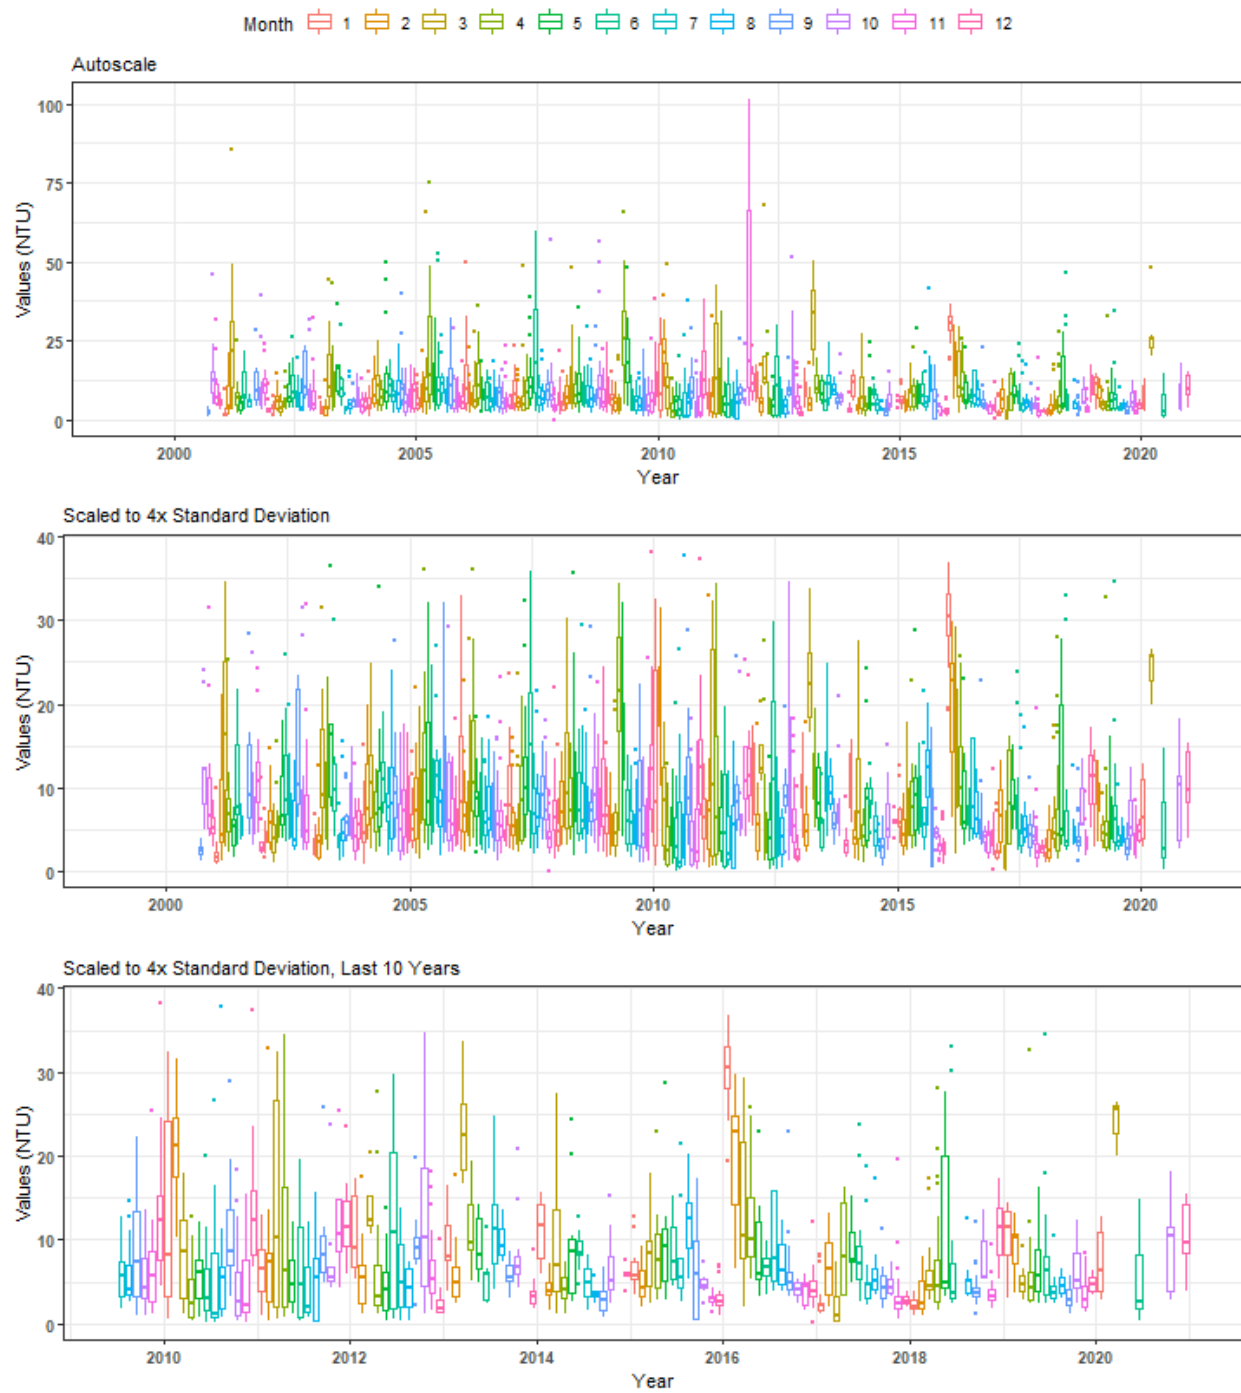 Month 1 2 3 4 5 6 7 8 9 10 11 12
Autoscale
100
75
50
25
0
Values (NTU)
2000 2005 2010 2015 2020
Year
Scaled to 4x Standard Deviation
40
30
20
10
0
Values (NTU)
2000 2005 2010 2015 2020
Year
Scaled to 4x Standard Deviation, Last 10 Years
40
30
20
10
0
Values (NTU)
2010 2012 2014 2016 2018 2020
Year